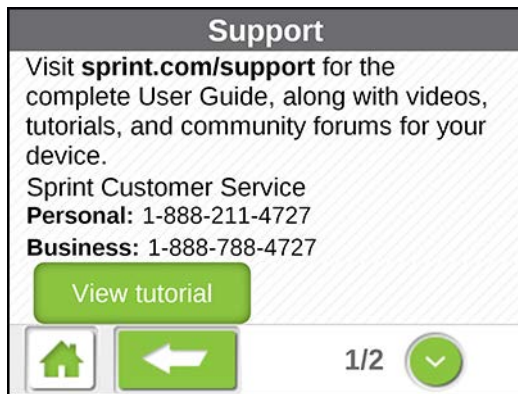 Support
Visit sprint.com/support for the
complete User Guide, along with videos,
tutorials, and community forums for your
device.
Sprint Customer Service
Personal: 1-888-211-4727
Business: 1-888-788-4727
View tutorial
1/2